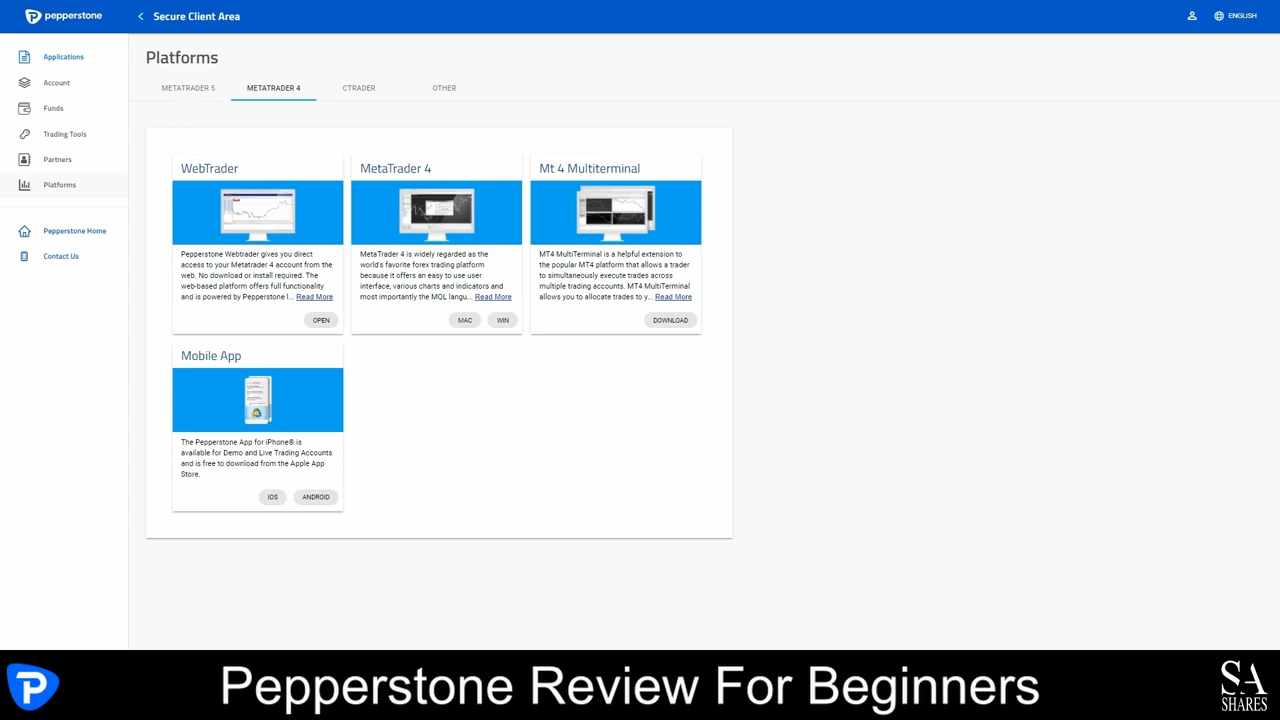 pepperstone
Secure Client Area
ENGLISH
Applications
Account
Funds
Trading Tools
Partners
Platforms
Pepperstone Home
Contact Us
Platforms
METATRADER 5
METATRADER 4
CTRADER
OTHER
WebTrader
Pepperstone Webtrader gives you direct
access to your Metatrader 4 account from the
web. No download or install required. The
web-based platform offers full functionality
and is powered by Pepperstone l... Read More
OPEN
MetaTrader 4
MetaTrader 4 is widely regarded as the
world's favorite forex trading platform
because it offers an easy to use user
interface, various charts and indicators and
most importantly the MQL langu... Read More
MAC
WIN
Mt 4 Multiterminal
MT4 MultiTerminal is a helpful extension to
the popular MT4 platform that allows a trader
to simultaneously execute trades across
multiple trading accounts. MT4 MultiTerminal
allows you to allocate trades to y... Read More
DOWNLOAD
Mobile App
The Pepperstone App for iPhone® is
available for Demo and Live Trading Accounts
and is free to download from the Apple App
Store.
IOS
ANDROID
Pepperstone Review For Beginners
SA
SHARES